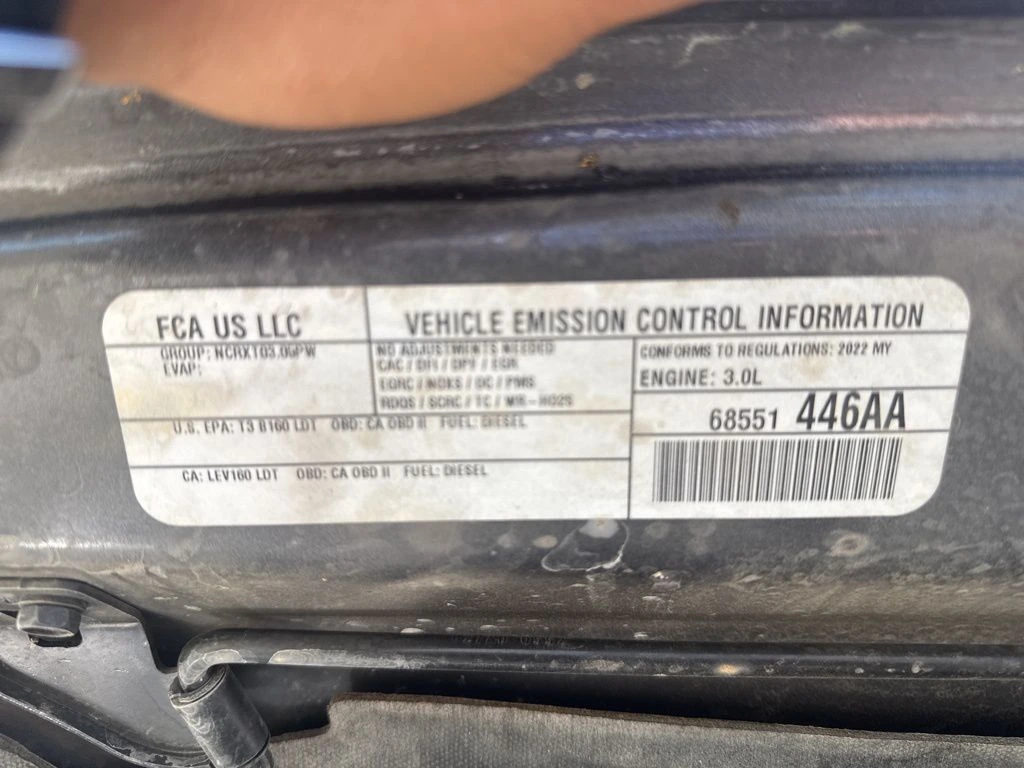 FCA US LLC
VEHICLE EMISSION CONTROL INFORMATION
GROUP: NCRXT03.0GPW
EVAP:
NO ADJUSTMENTS NEEDED
CAC / DFI / DPF / EGR
EGRC / NOXS / OC / PMS
RDQS / SCRC / TC / WR-HO2S
CONFORMS TO REGULATIONS: 2022 MY
ENGINE: 3.0L
68551 446AA
U.S. EPA: T3 B160 LDT OBD: CA OBD II FUEL: DIESEL
CA: LEV160 LDT OBD: CA OBD II FUEL: DIESEL